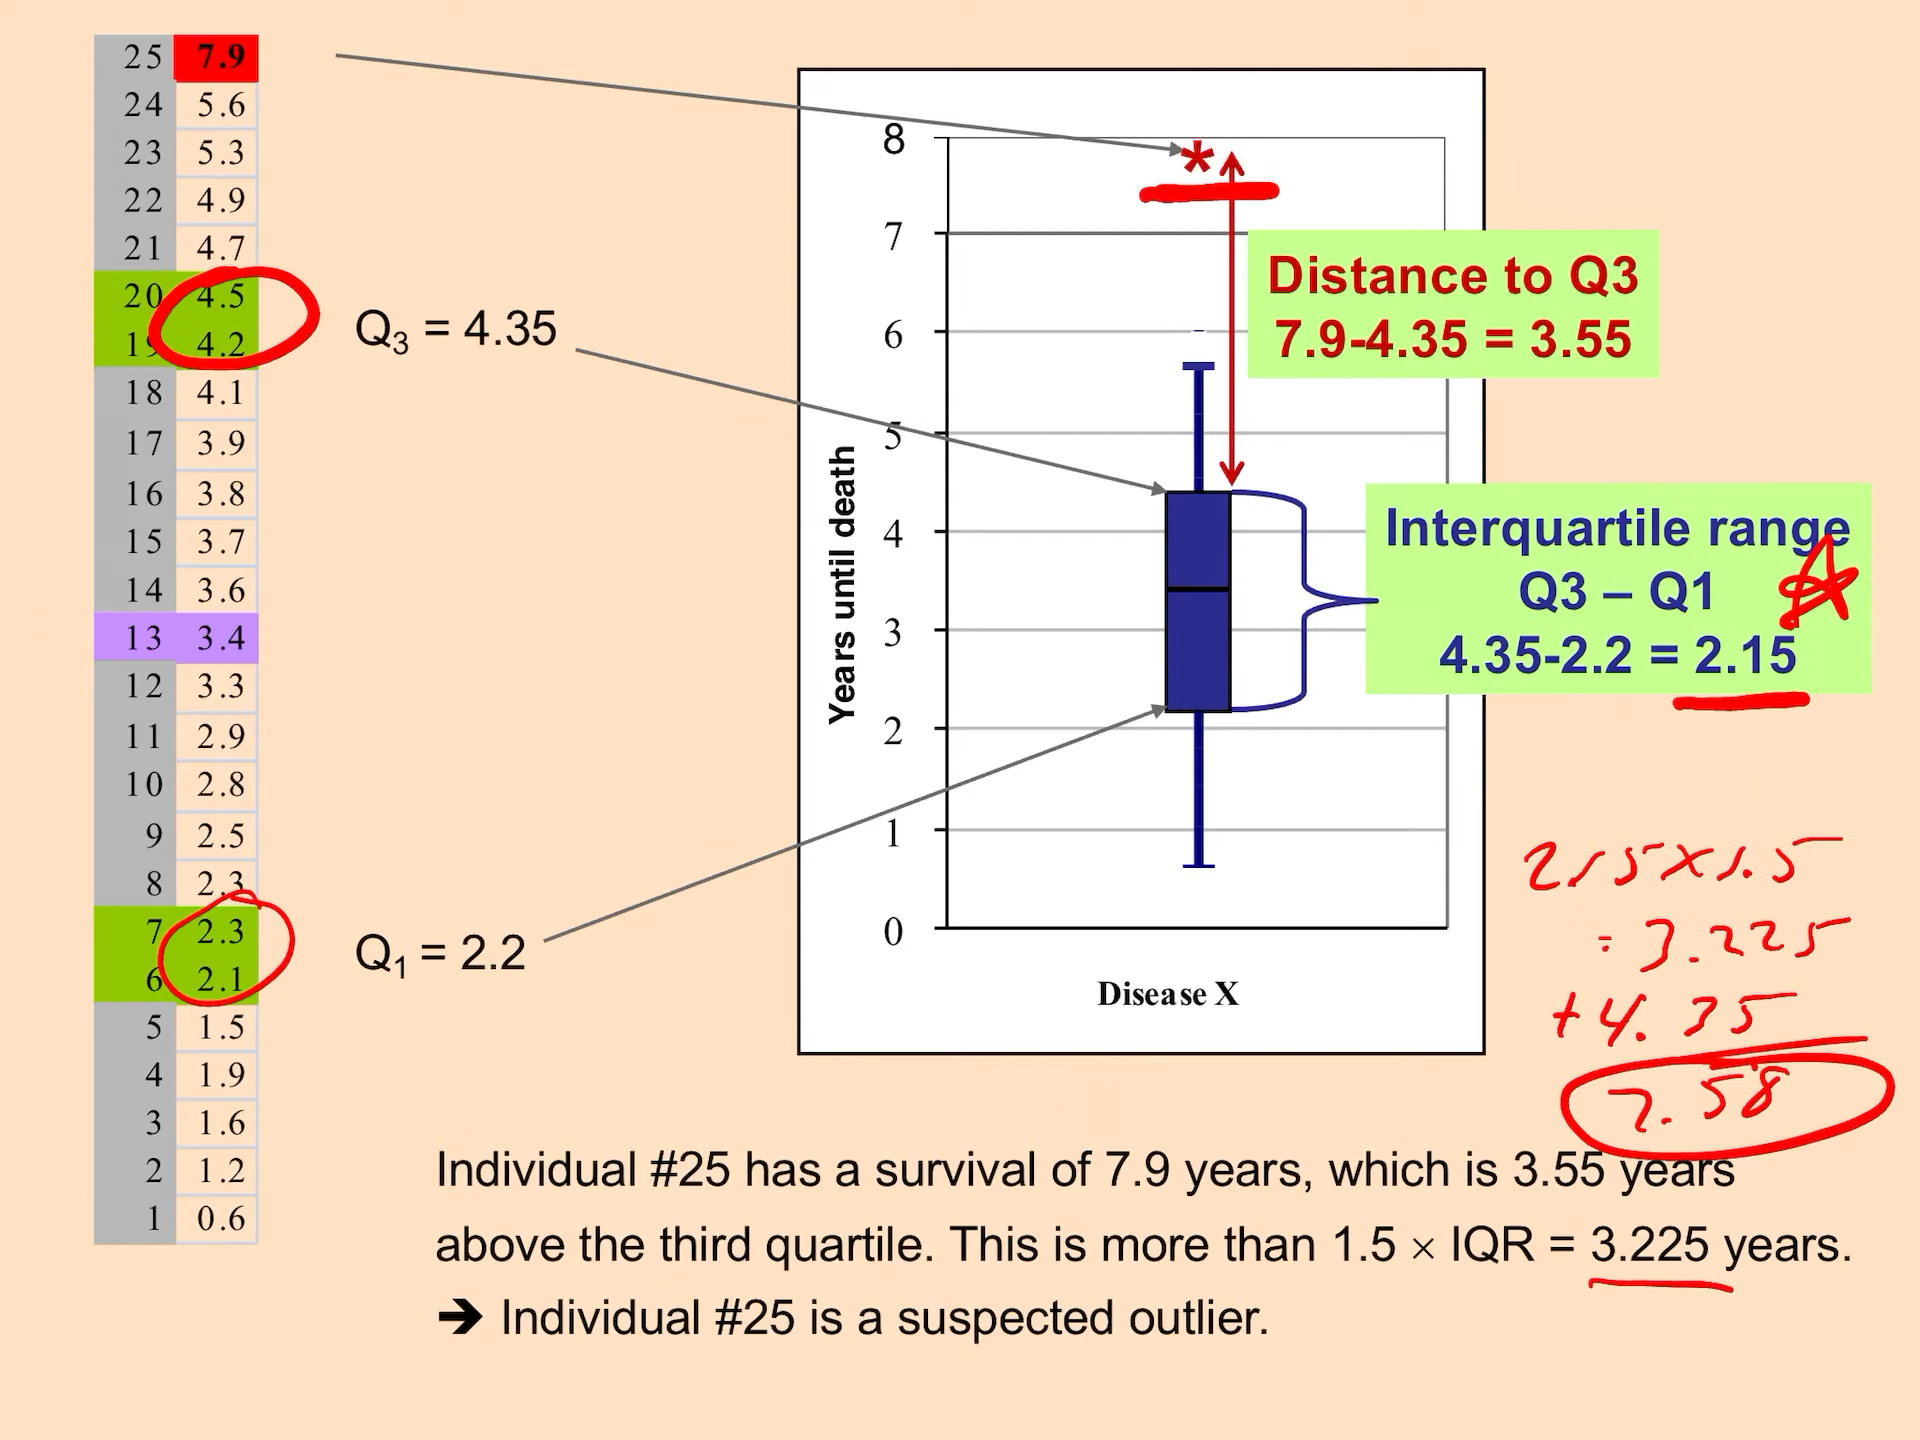 25 7.9
24 5.6
23 5.3
22 4.9
21 4.7
20 4.5
19 4.2
18 4.1
17 3.9
16 3.8
15 3.7
14 3.6
13 3.4
12 3.3
11 2.9
10 2.8
9 2.5
8 2.3
7 2.3
6 2.1
5 1.5
4 1.9
3 1.6
2 1.2
1 0.6
Q3 = 4.35
Q1 = 2.2
8
7
6
5
4
3
2
1
0
Years until death
Disease X
Distance to Q3
7.9-4.35 = 3.55
Interquartile range
Q3 – Q1
4.35-2.2 = 2.15
2.15 x 1.5
= 3.225
+ 4.35
7.58
Individual #25 has a survival of 7.9 years, which is 3.55 years
above the third quartile. This is more than 1.5 × IQR = 3.225 years.
➔ Individual #25 is a suspected outlier.